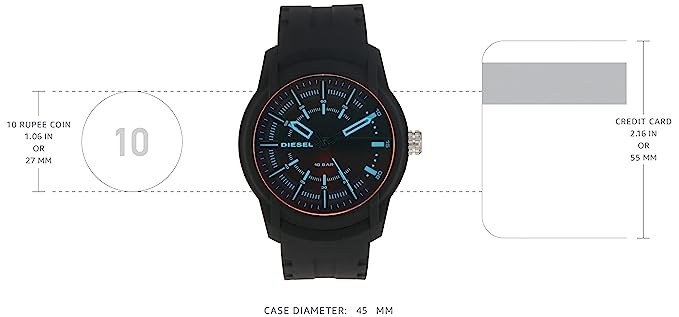 10 RUPEE COIN
1.06 IN
OR
27 MM
10
DIESEL
10 BAR
CREDIT CARD
2.16 IN
OR
55 MM
CASE DIAMETER: 45 MM